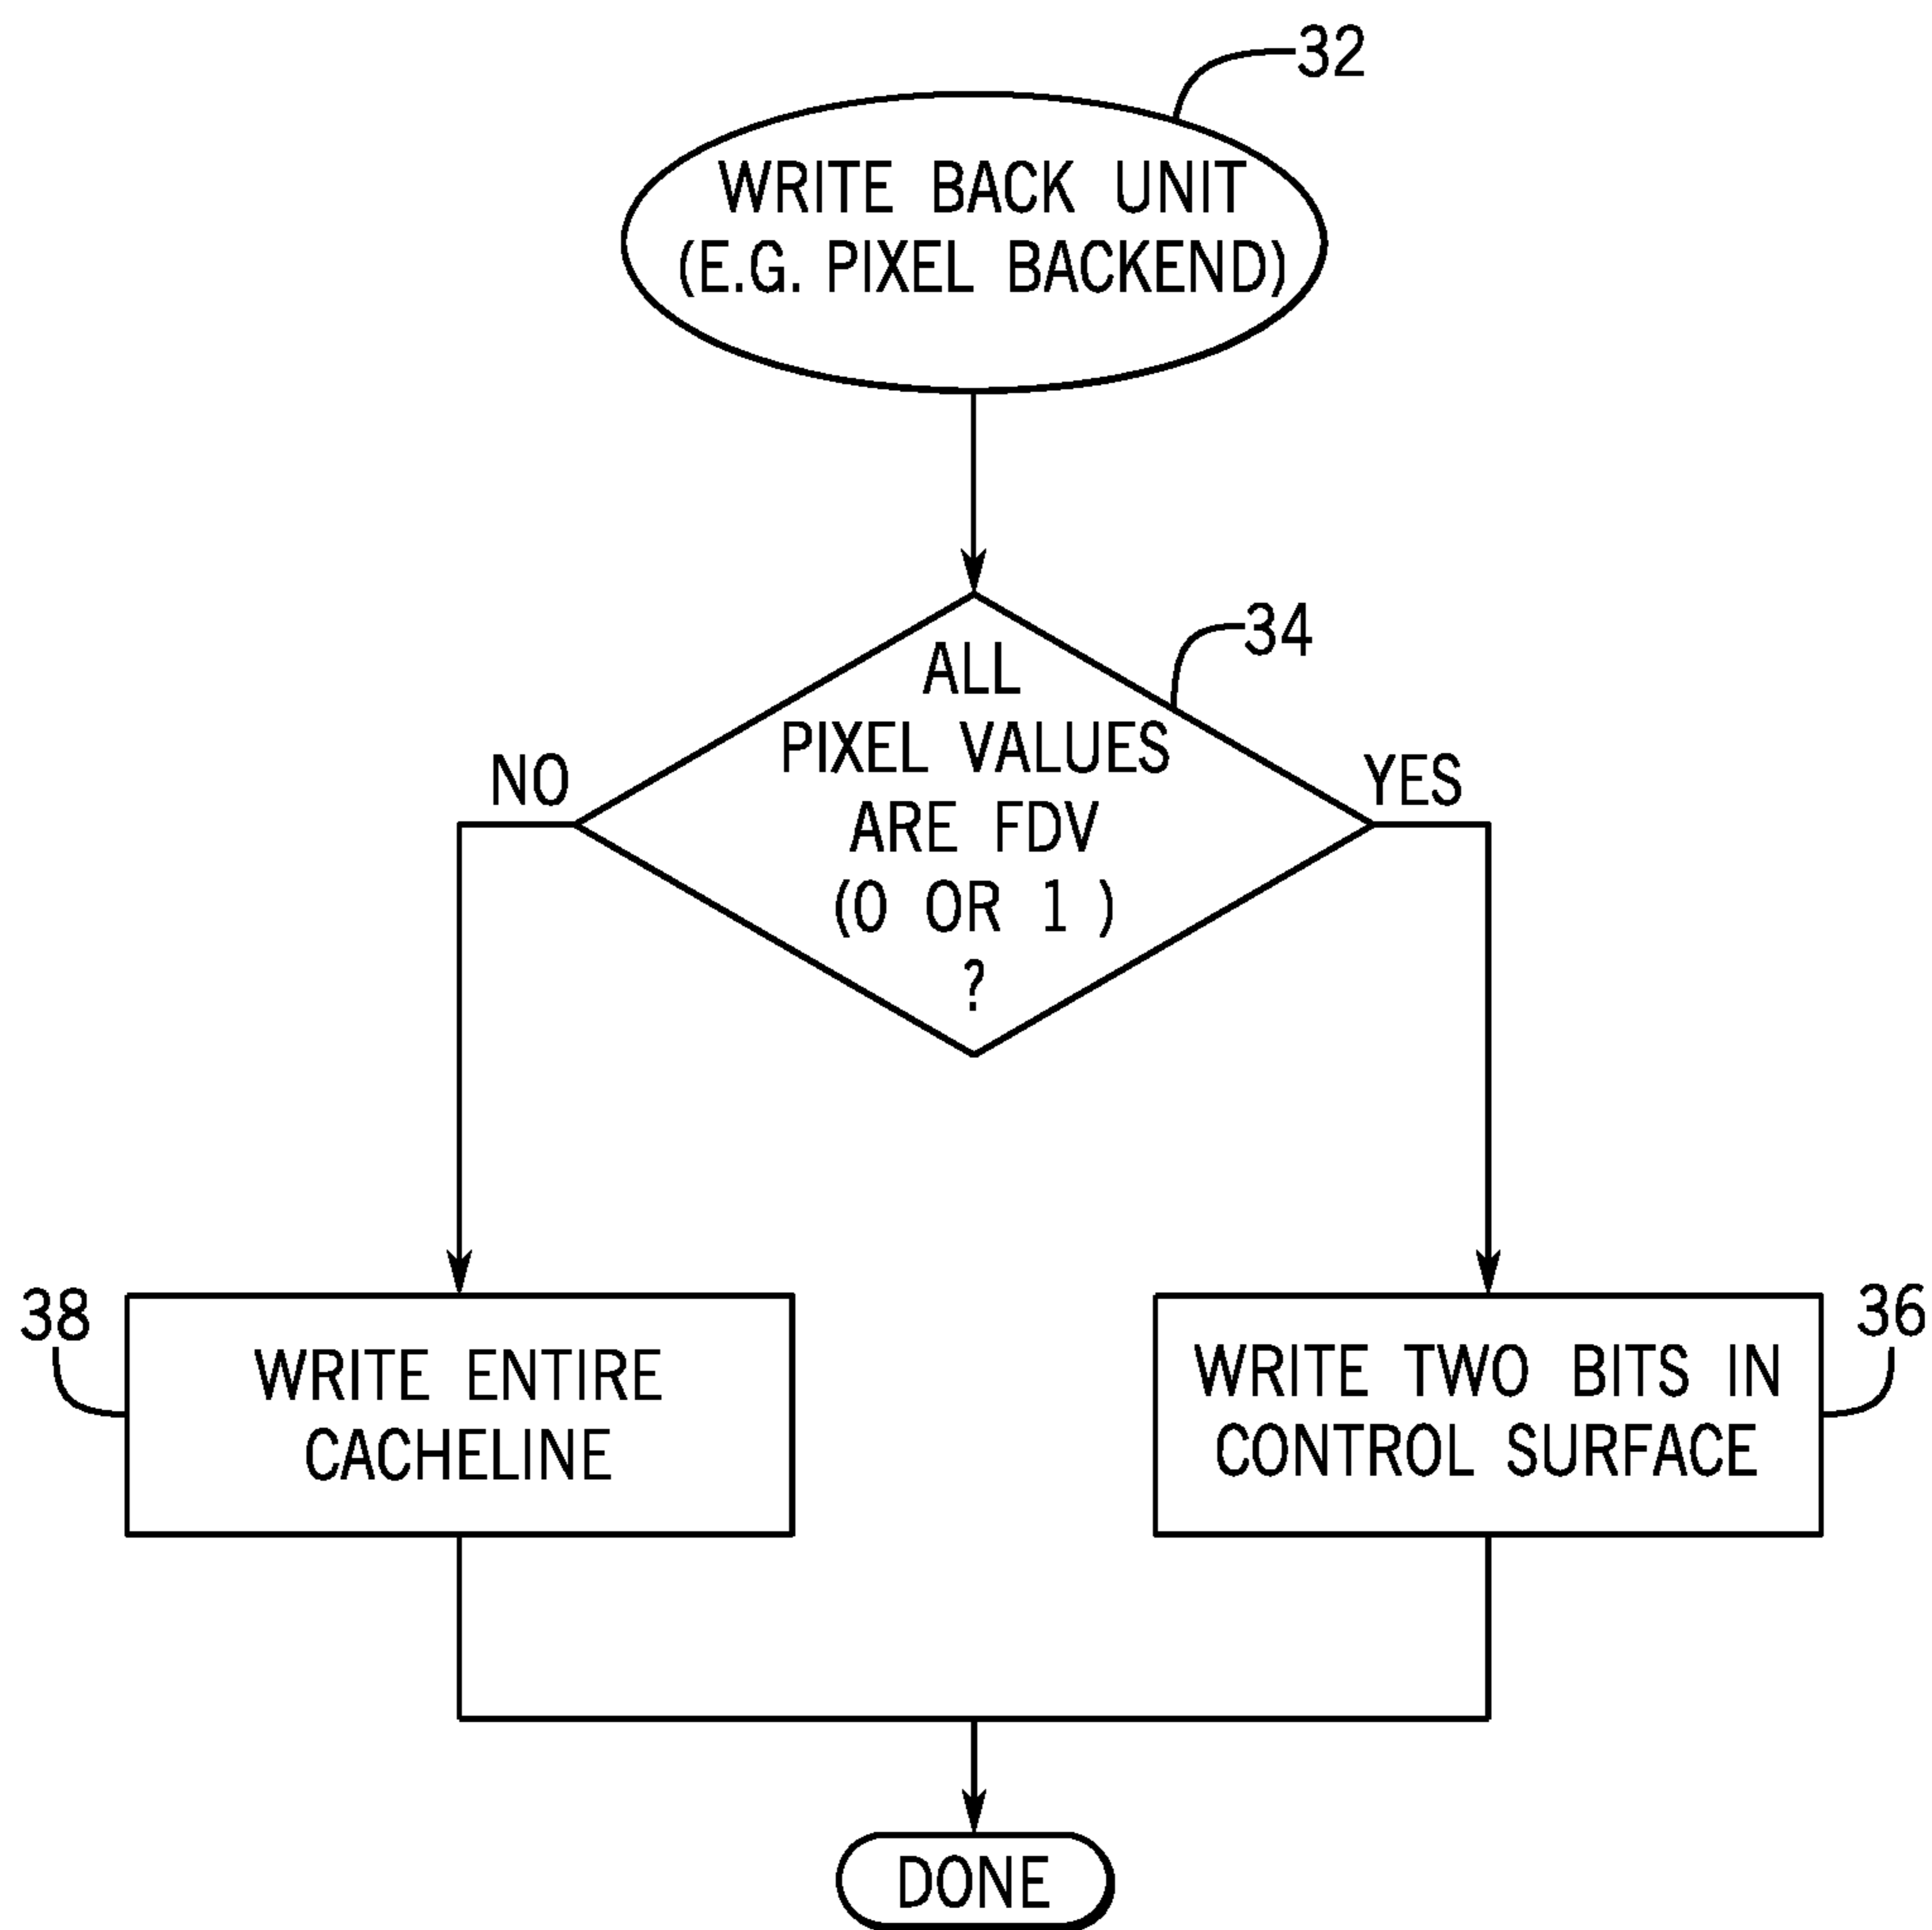 32
WRITE BACK UNIT
(E.G. PIXEL BACKEND)
34
ALL
PIXEL VALUES
ARE FDV
(0 OR 1 )
?
NO
YES
38
WRITE ENTIRE
CACHELINE
36
WRITE TWO BITS IN
CONTROL SURFACE
DONE